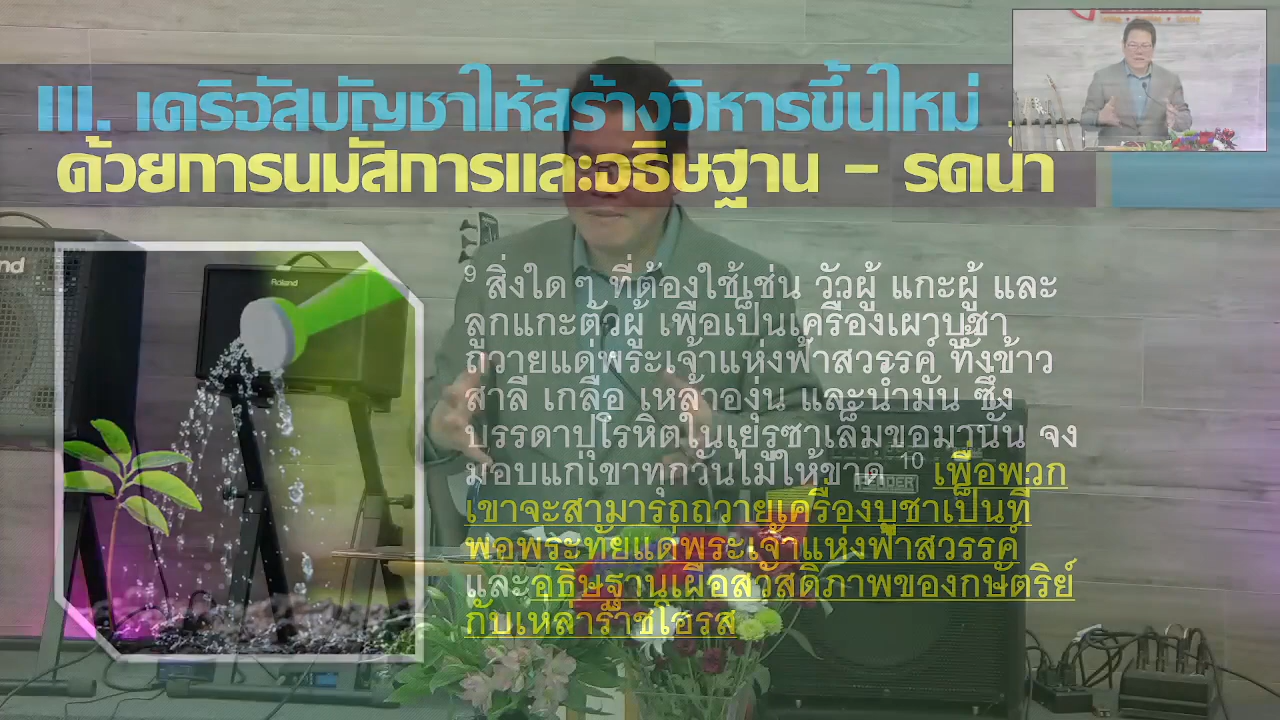 III. เดริอัสบัญชาให้สร้างวิหารขึ้นใหม่
ด้วยการนมัสการและอธิษฐาน – รดน้ำ
9 สิ่งใดๆ ที่ต้องใช้เช่น วัวผู้ แกะผู้ และ
ลูกแกะตัวผู้ เพื่อเป็นเครื่องเผาบูชา
ถวายแด่พระเจ้าแห่งฟ้าสวรรค์ ทั้งข้าว
สาลี เกลือ เหล้าองุ่น และน้ำมัน ซึ่ง
บรรดาปุโรหิตในเยรูซาเล็มขอมานั้น จง
มอบแก่เขาทุกวันไม่ให้ขาด 10 เพื่อพวก
เขาจะสามารถถวายเครื่องบูชาเป็นที่
พอพระทัยแด่พระเจ้าแห่งฟ้าสวรรค์
และอธิษฐานเผื่อสวัสดิภาพของกษัตริย์
กับเหล่าราชโอรส
Roland